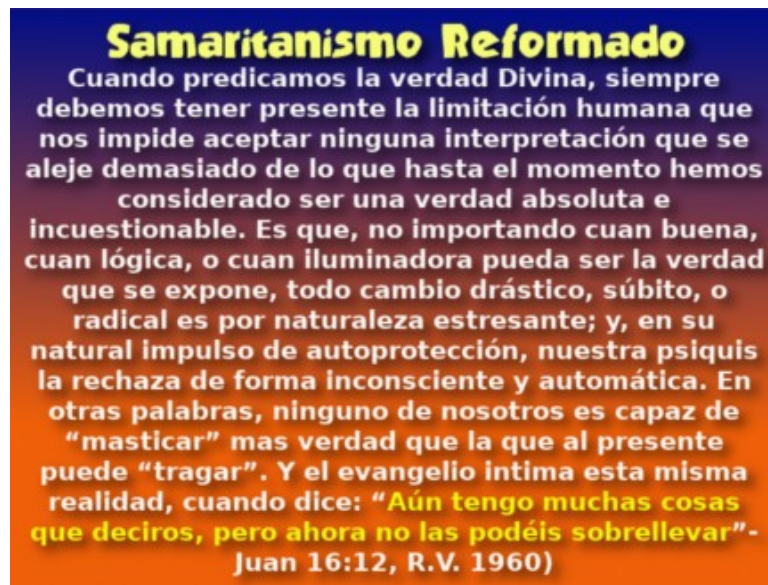 Samaritanismo Reformado
Cuando predicamos la verdad Divina, siempre
debemos tener presente la limitación humana que
nos impide aceptar ninguna interpretación que se
aleje demasiado de lo que hasta el momento hemos
considerado ser una verdad absoluta e
incuestionable. Es que, no importando cuan buena,
cuan lógica, o cuan iluminadora pueda ser la verdad
que se expone, todo cambio drástico, súbito, o
radical es por naturaleza estresante; y, en su
natural impulso de autoprotección, nuestra psiquis
la rechaza de forma inconsciente y automática. En
otras palabras, ninguno de nosotros es capaz de
“masticar” mas verdad que la que al presente
puede “tragar”. Y el evangelio intima esta misma
realidad, cuando dice: “Aún tengo muchas cosas
que deciros, pero ahora no las podéis sobrellevar”-
Juan 16:12, R.V. 1960)